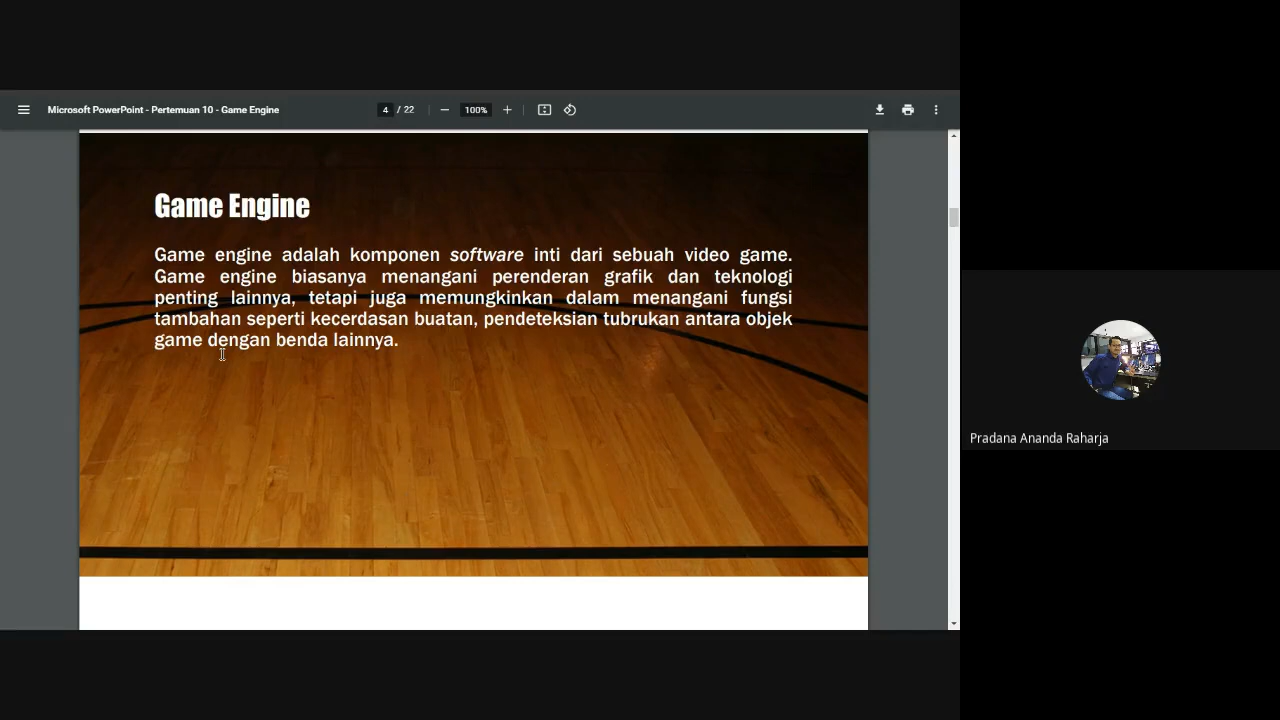 Microsoft PowerPoint - Pertemuan 10 - Game Engine
4 / 22
100%
Game Engine
Game engine adalah komponen software inti dari sebuah video game.
Game engine biasanya menangani perenderan grafik dan teknologi
penting lainnya, tetapi juga memungkinkan dalam menangani fungsi
tambahan seperti kecerdasan buatan, pendeteksian tubrukan antara objek
game dengan benda lainnya.
Pradana Ananda Raharja